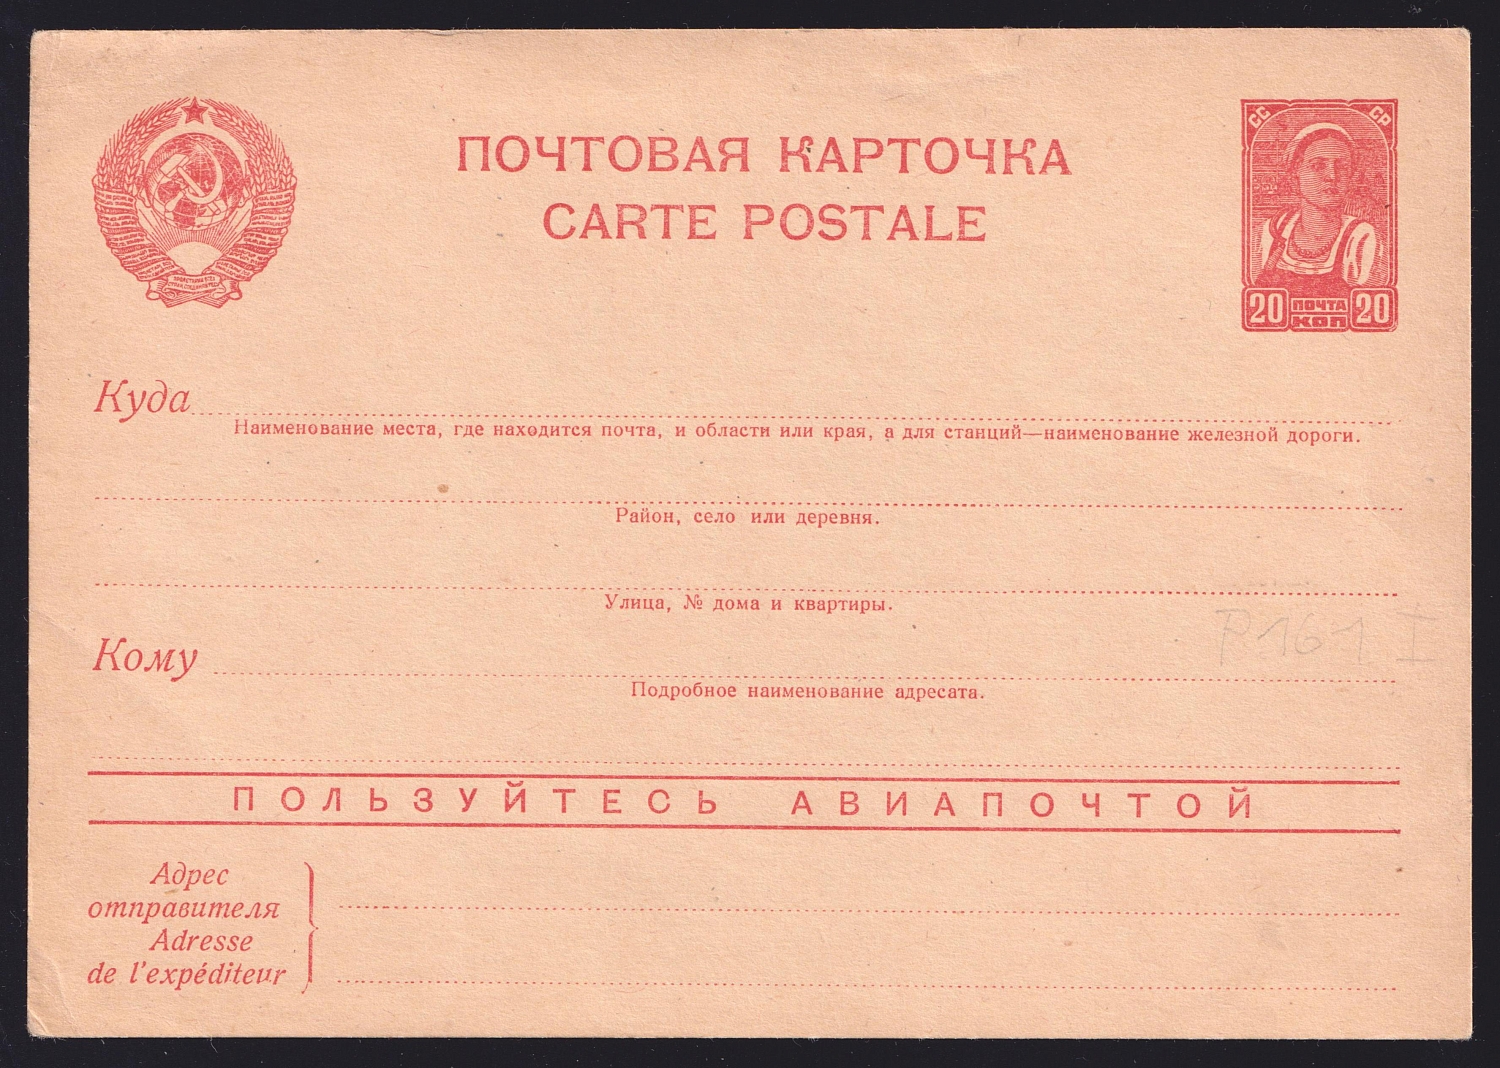 ПОЧТОВАЯ КАРТОЧКА
CARTE POSTALE
СС СР
20 ПОЧТА КОП 20
Куда
Наименование места, где находится почта, и области или края, а для станций—наименование железной дороги.
Район, село или деревня.
Улица, № дома и квартиры.
P161 I
Кому
Подробное наименование адресата.
ПОЛЬЗУЙТЕСЬ АВИАПОЧТОЙ
Адрес
отправителя
Adresse
de l'expéditeur